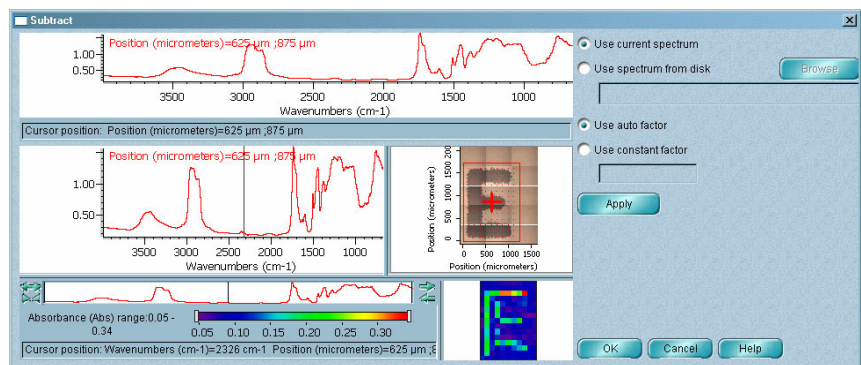 Subtract
Position (micrometers)=625 µm ;875 µm
1.00
0.50
3500 3000 2500 2000 1500 1000
Wavenumbers (cm-1)
Cursor position: Position (micrometers)=625 µm ;875 µm
Position (micrometers)=625 µm ;875 µm
1.00
0.50
3500 3000 2500 2000 1500 1000
Wavenumbers (cm-1)
Position (micrometers)
0 500 1000 1500 200
0 500 1000 1500
Position (micrometers)
Absorbance (Abs) range:0.05 -
0.34
0.05 0.10 0.15 0.20 0.25 0.30
Cursor position: Wavenumbers (cm-1)=2326 cm-1 Position (micrometers)=625 µm ;8
Use current spectrum
Use spectrum from disk
Browse
Use auto factor
Use constant factor
Apply
OK Cancel Help